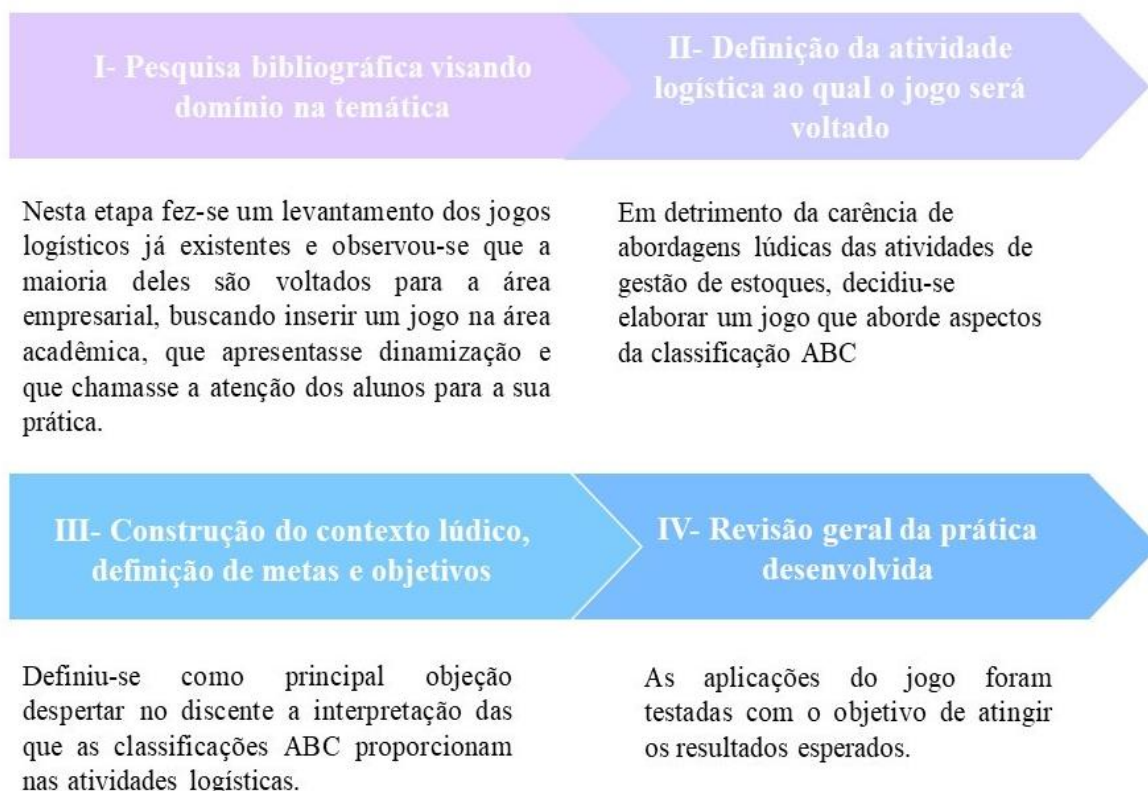 I- Pesquisa bibliográfica visando
domínio na temática
II- Definição da atividade
logística ao qual o jogo será
voltado
Nesta etapa fez-se um levantamento dos jogos
logísticos já existentes e observou-se que a
maioria deles são voltados para a área
empresarial, buscando inserir um jogo na área
acadêmica, que apresentasse dinamização e
que chamasse a atenção dos alunos para a sua
prática.
Em detrimento da carência de
abordagens lúdicas das atividades de
gestão de estoques, decidiu-se
elaborar um jogo que aborde aspectos
da classificação ABC
III- Construção do contexto lúdico,
definição de metas e objetivos
IV- Revisão geral da prática
desenvolvida
Definiu-se como principal objeção
despertar no discente a interpretação das
que as classificações ABC proporcionam
nas atividades logísticas.
As aplicações do jogo foram
testadas com o objetivo de atingir
os resultados esperados.